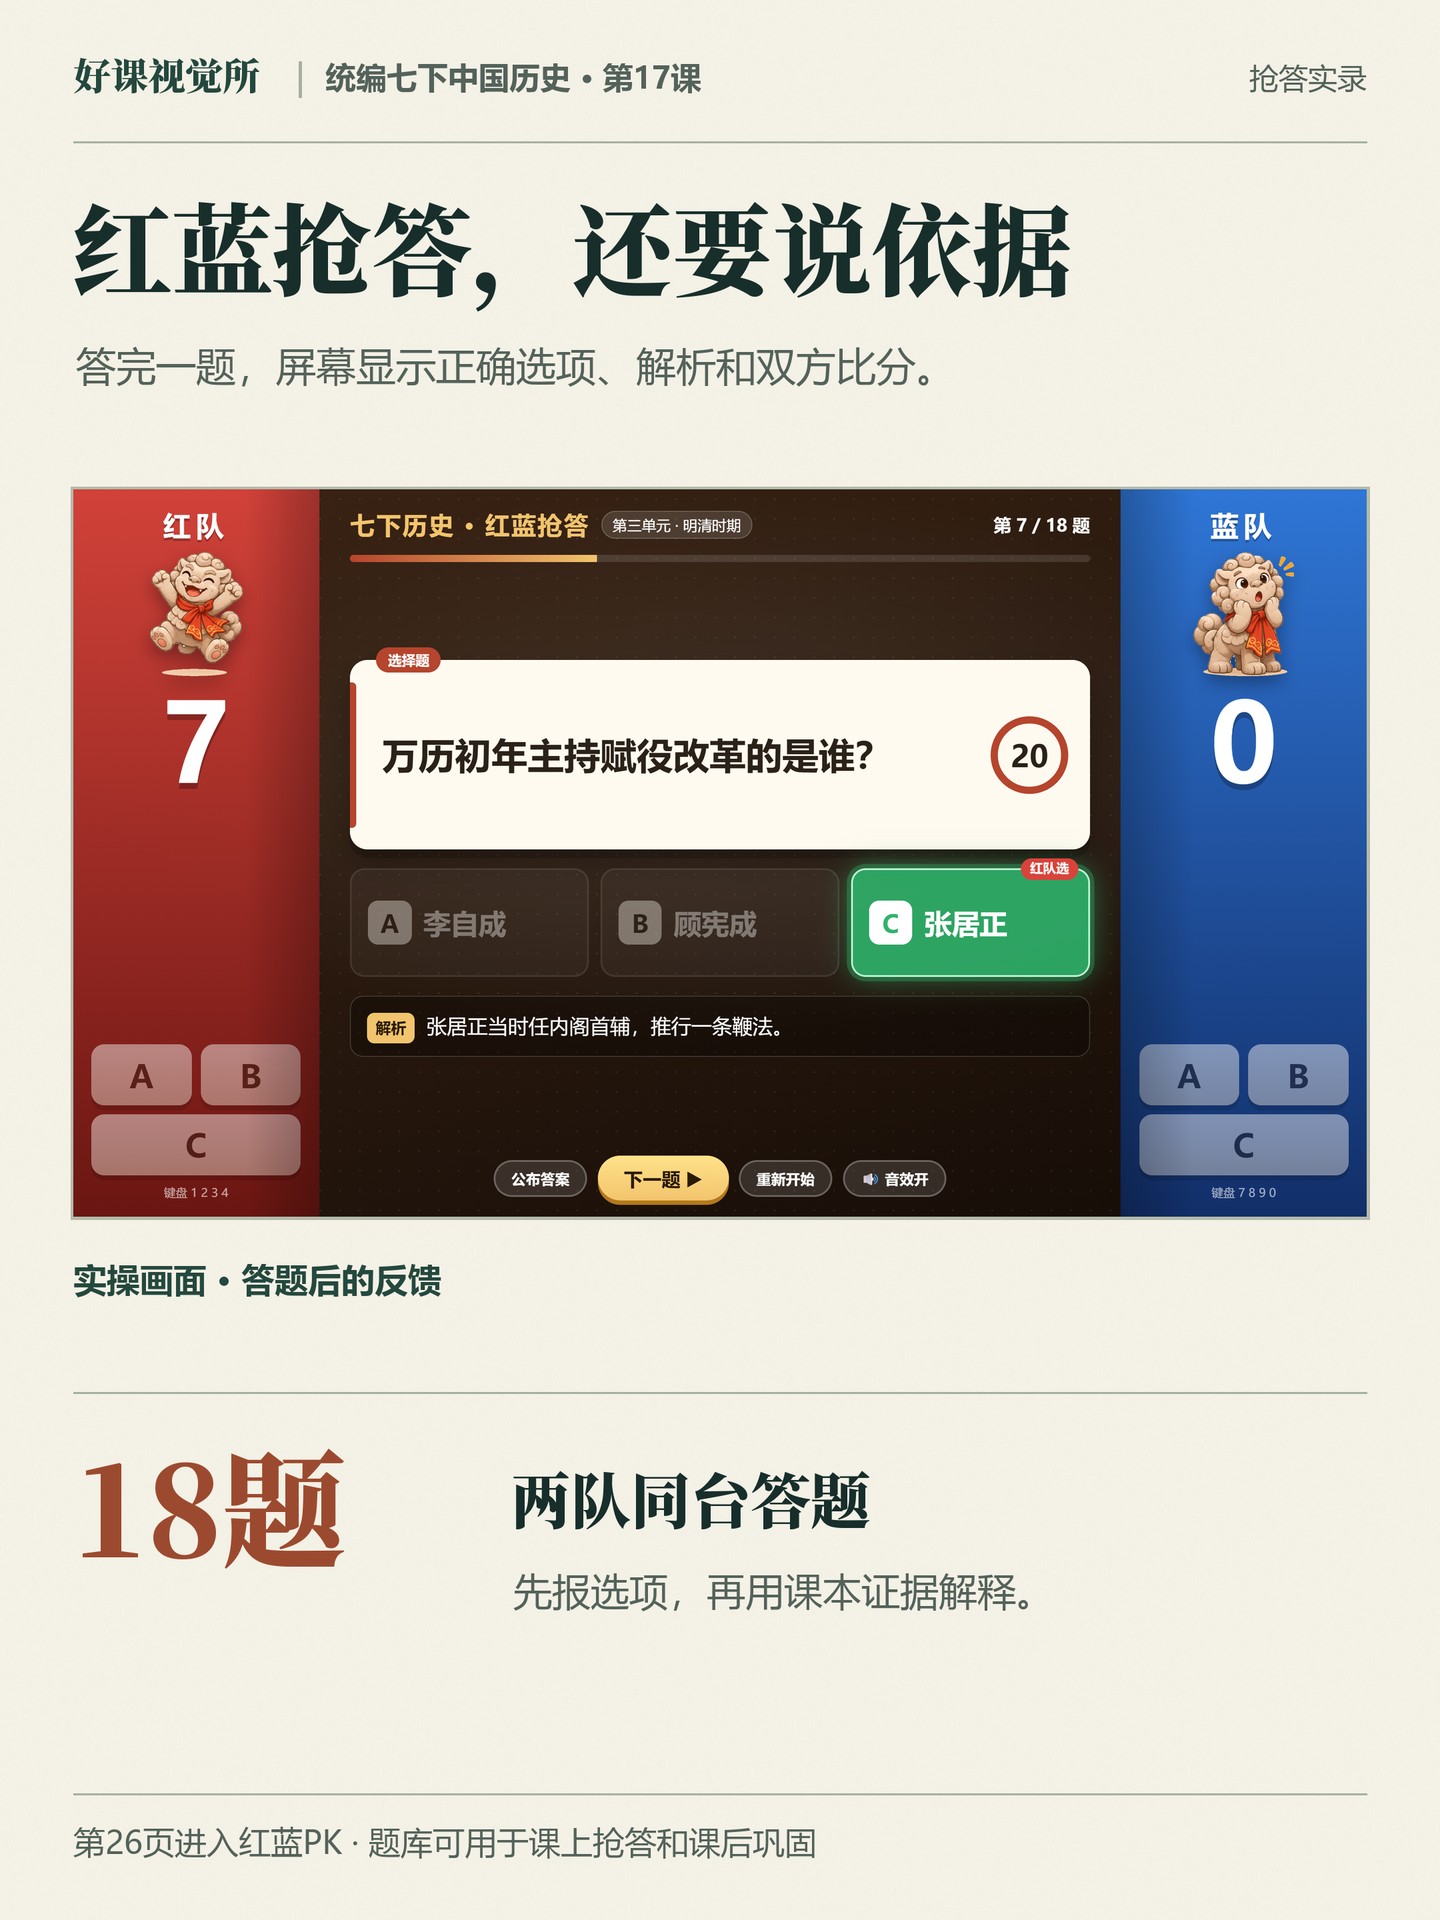 好课视觉所 | 统编七下中国历史·第17课
抢答实录
红蓝抢答，还要说依据
答完一题，屏幕显示正确选项、解析和双方比分。
红队
7
A
B
C
键盘 1 2 3 4
七下历史·红蓝抢答
第三单元·明清时期
第 7 / 18 题
选择题
万历初年主持赋役改革的是谁？
20
红队选
A 李自成
B 顾宪成
C 张居正
解析 张居正当时任内阁首辅，推行一条鞭法。
公布答案
下一题 ▶
重新开始
🔊 音效开
蓝队
0
A
B
C
键盘 7 8 9 0
实操画面·答题后的反馈
18题
两队同台答题
先报选项，再用课本证据解释。
第26页进入红蓝PK · 题库可用于课上抢答和课后巩固